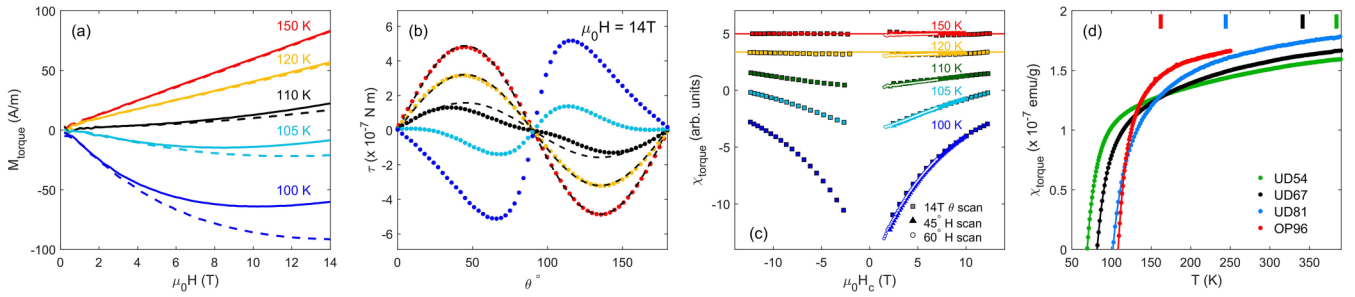 (a)
150 K
120 K
110 K
105 K
100 K
100
50
0
-50
-100
M_torque (A/m)
0 2 4 6 8 10 12 14
μ₀H (T)
(b)
μ₀H = 14T
6
4
2
0
-2
-4
-6
τ (x 10⁻⁷ N m)
0 50 100 150
θ°
150 K
120 K
110 K
105 K
100 K
5
0
-5
-10
χ_torque (arb. units)
(c)
14T θ scan
45° H scan
60° H scan
-10 -5 0 5 10
μ₀H_c (T)
(d)
2
1.5
1
0.5
0
χ_torque (x 10⁻⁷ emu/g)
UD54
UD67
UD81
OP96
50 100 150 200 250 300 350
T (K)